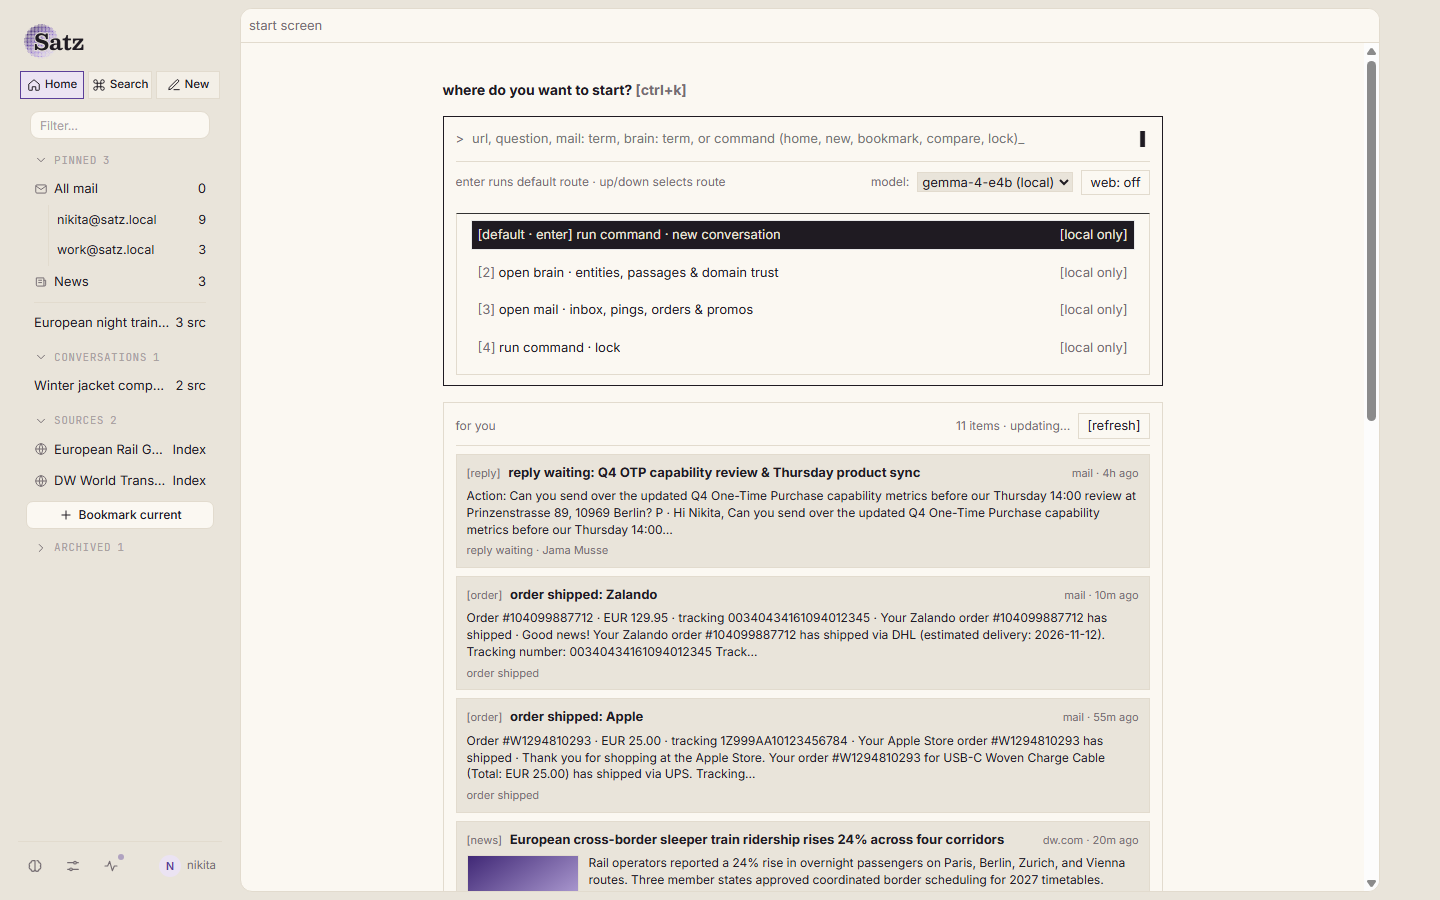 Satz
Home
Search
New
Filter...
PINNED 3
All mail 0
nikita@satz.local 9
work@satz.local 3
News 3
European night train... 3 src
CONVERSATIONS 1
Winter jacket comp... 2 src
SOURCES 2
European Rail G... Index
DW World Trans... Index
+ Bookmark current
ARCHIVED 1
N nikita
start screen
where do you want to start? [ctrl+k]
> url, question, mail: term, brain: term, or command (home, new, bookmark, compare, lock)_
enter runs default route · up/down selects route
model: gemma-4-e4b (local) web: off
[default · enter] run command · new conversation [local only]
[2] open brain · entities, passages & domain trust [local only]
[3] open mail · inbox, pings, orders & promos [local only]
[4] run command · lock [local only]
for you 11 items · updating... [refresh]
[reply] reply waiting: Q4 OTP capability review & Thursday product sync mail · 4h ago
Action: Can you send over the updated Q4 One-Time Purchase capability metrics before our Thursday 14:00 review at
Prinzenstrasse 89, 10969 Berlin? P · Hi Nikita, Can you send over the updated Q4 One-Time Purchase capability
metrics before our Thursday 14:00...
reply waiting · Jama Musse
[order] order shipped: Zalando mail · 10m ago
Order #104099887712 · EUR 129.95 · tracking 00340434161094012345 · Your Zalando order #104099887712 has
shipped · Good news! Your Zalando order #104099887712 has shipped via DHL (estimated delivery: 2026-11-12).
Tracking number: 00340434161094012345 Track...
order shipped
[order] order shipped: Apple mail · 55m ago
Order #W1294810293 · EUR 25.00 · tracking 1Z999AA10123456784 · Your Apple Store order #W1294810293 has
shipped · Thank you for shopping at the Apple Store. Your order #W1294810293 for USB-C Woven Charge Cable
(Total: EUR 25.00) has shipped via UPS. Tracking...
order shipped
[news] European cross-border sleeper train ridership rises 24% across four corridors dw.com · 20m ago
Rail operators reported a 24% rise in overnight passengers on Paris, Berlin, Zurich, and Vienna
routes. Three member states approved coordinated border scheduling for 2027 timetables.